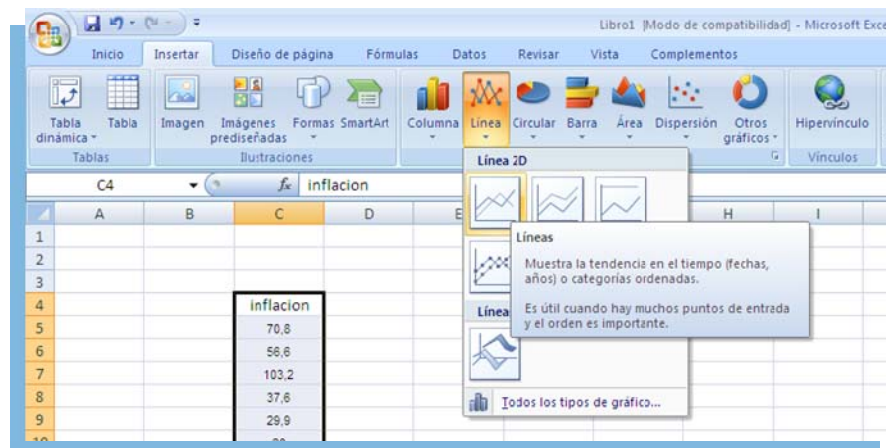 Libro1 [Modo de compatibilidad] - Microsoft Exce
Inicio Insertar Diseño de página Fórmulas Datos Revisar Vista Complementos
Tabla dinámica Tabla Imagen Imágenes prediseñadas Formas SmartArt Columna Línea Circular Barra Área Dispersión Otros gráficos Hipervínculo
Tablas Ilustraciones Vínculos
C4 fx inflacion
Línea 2D
A B C D E H I
1
2
3
4 inflacion
5 70,8
6 56,6
7 103,2
8 37,6
9 29,9
Líneas
Muestra la tendencia en el tiempo (fechas,
años) o categorías ordenadas.
Es útil cuando hay muchos puntos de entrada
y el orden es importante.
Línea
Todos los tipos de gráfico...